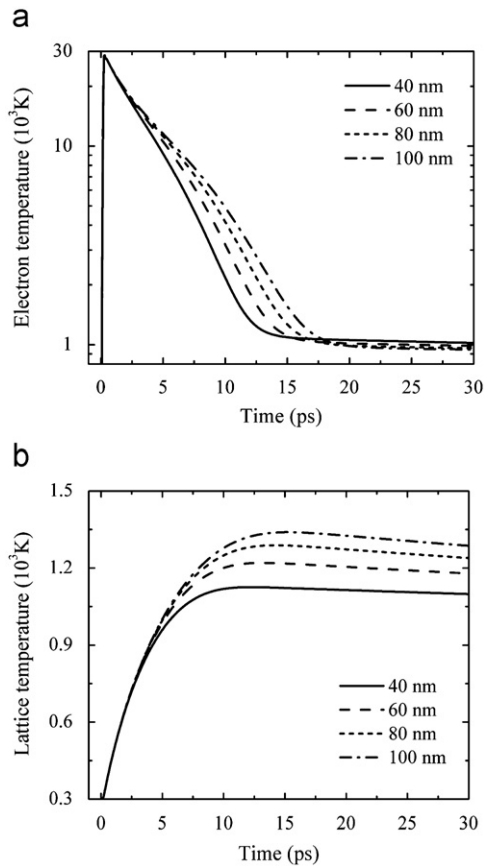 a
Electron temperature (10³K)
30
10
1
40 nm
60 nm
80 nm
100 nm
0 5 10 15 20 25 30
Time (ps)
b
Lattice temperature (10³K)
1.5
1.2
0.9
0.6
0.3
40 nm
60 nm
80 nm
100 nm
0 5 10 15 20 25 30
Time (ps)